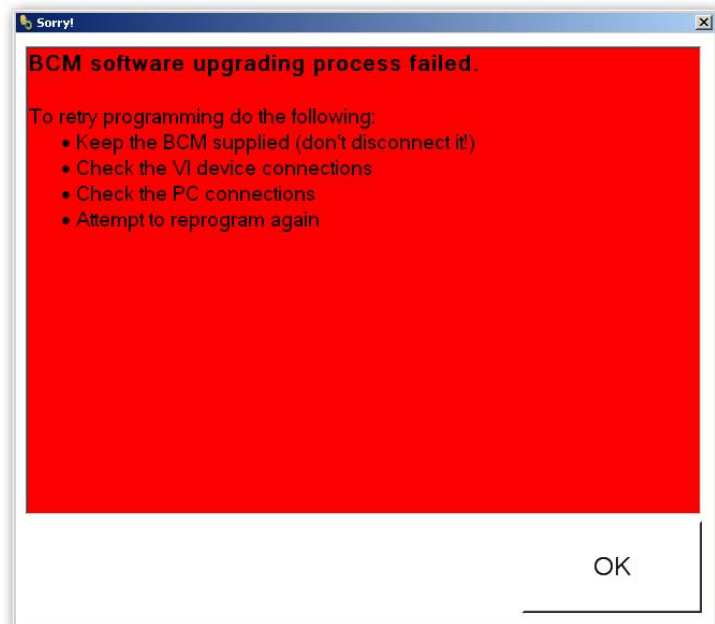 Sorry!
BCM software upgrading process failed.
To retry programming do the following:
• Keep the BCM supplied (don't disconnect it!)
• Check the VI device connections
• Check the PC connections
• Attempt to reprogram again
OK